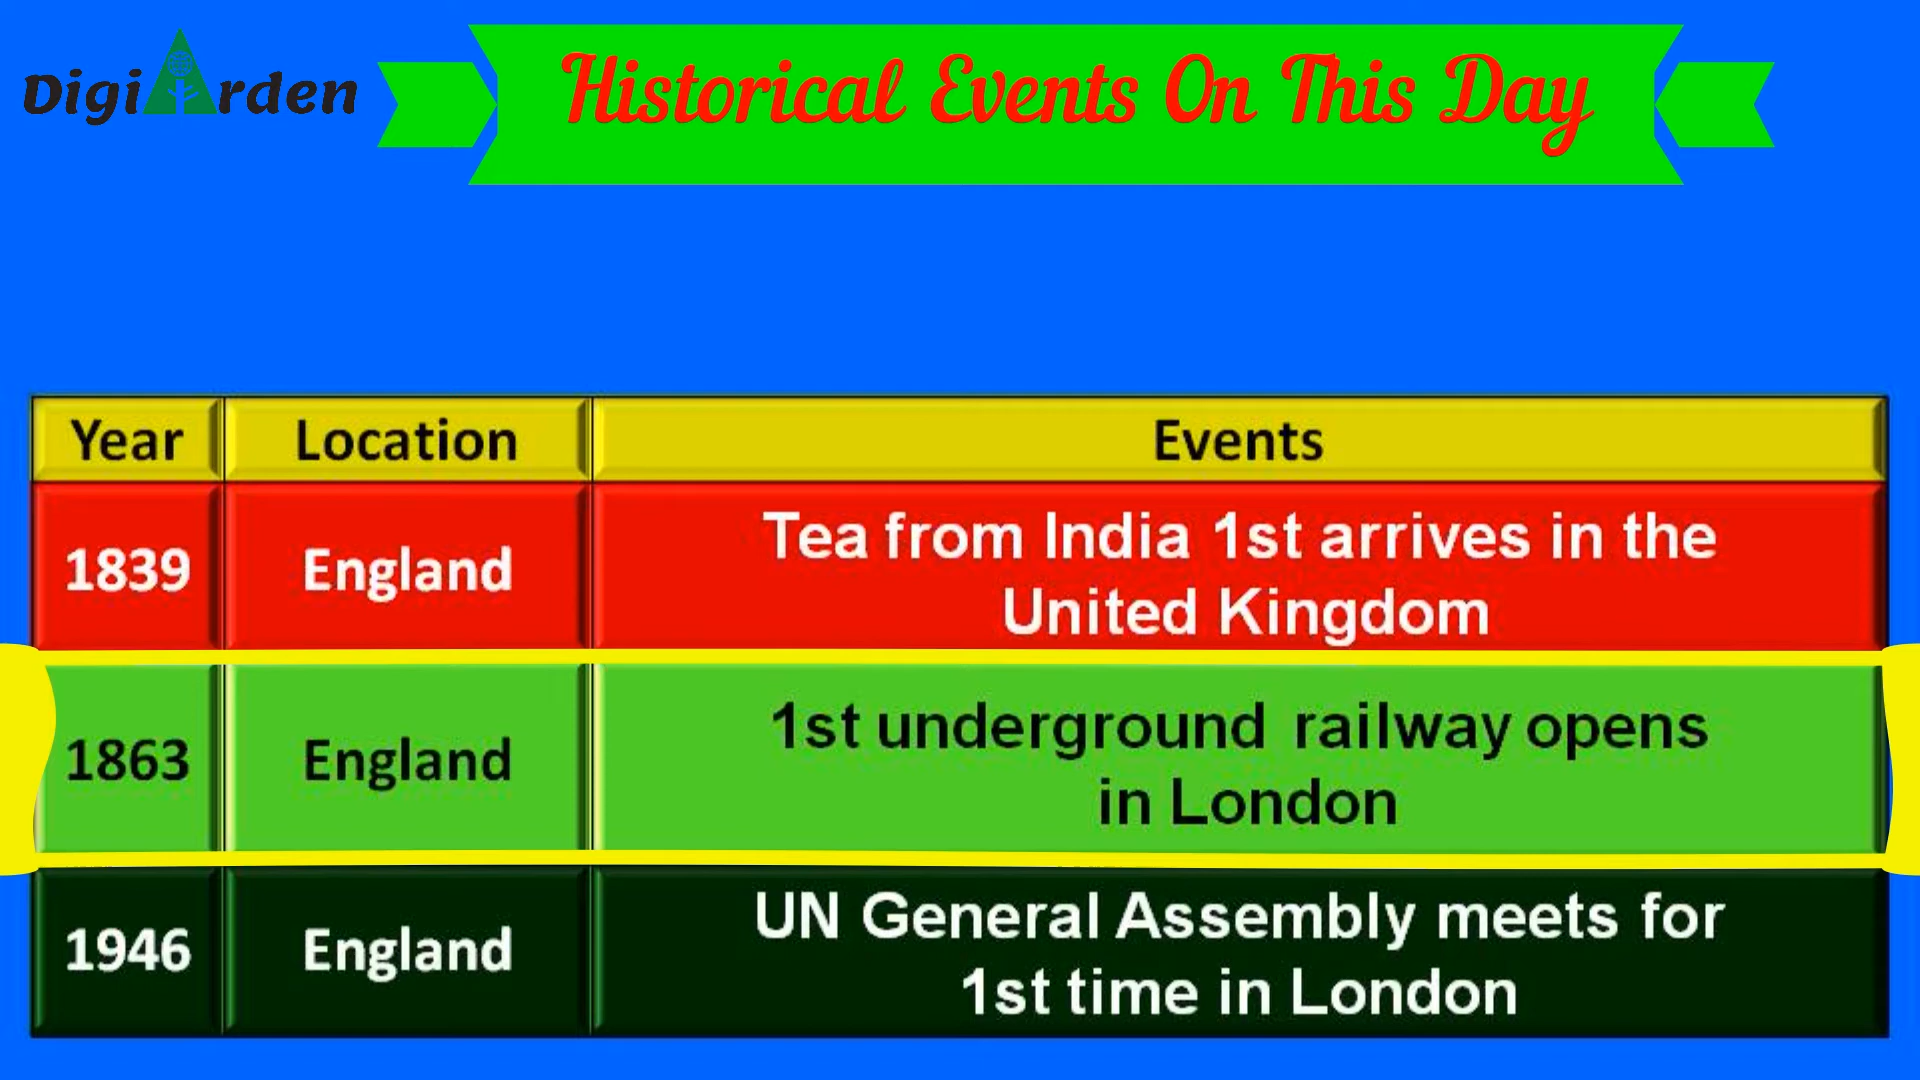 DigiArden
Historical Events On This Day
Year Location Events
1839 England Tea from India 1st arrives in the
United Kingdom
1863 England 1st underground railway opens
in London
1946 England UN General Assembly meets for
1st time in London